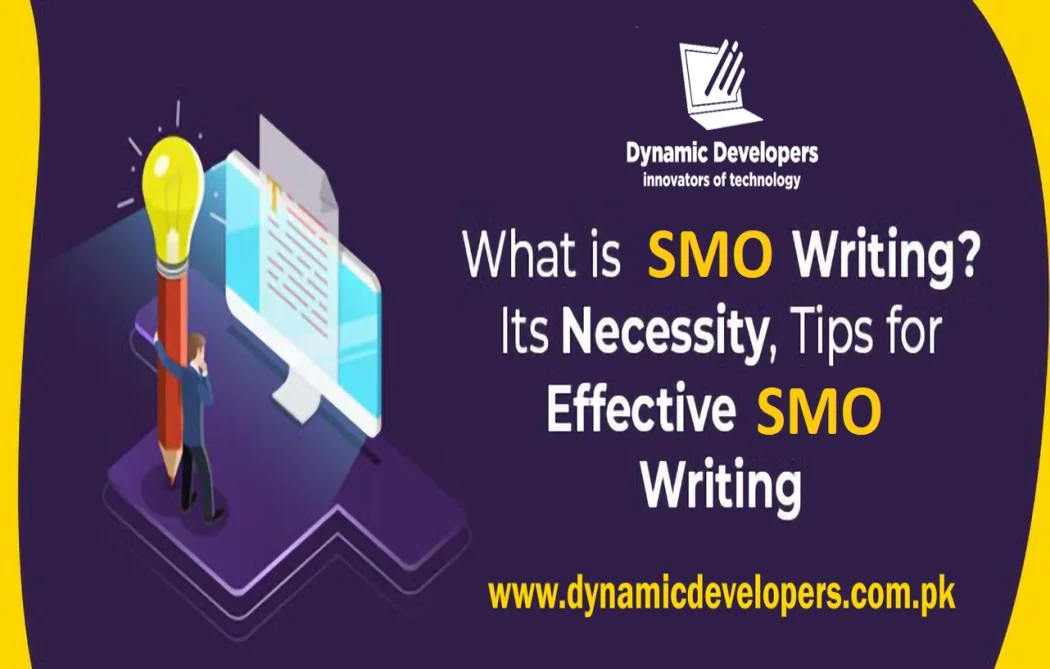 Dynamic Developers
innovators of technology
What is SMO Writing?
Its Necessity, Tips for
Effective SMO
Writing
www.dynamicdevelopers.com.pk